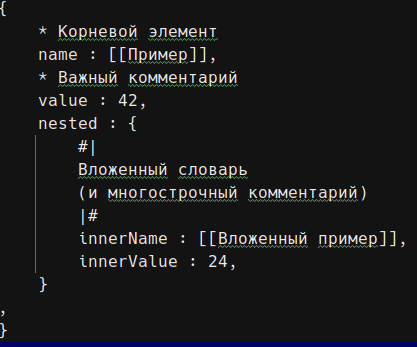 {
    * Корневой элемент
    name : [[Пример]],
    * Важный комментарий
    value : 42,
    nested : {
        #|
        Вложенный словарь
        (и многострочный комментарий)
        |#
        innerName : [[Вложенный пример]],
        innerValue : 24,
    }
,
}